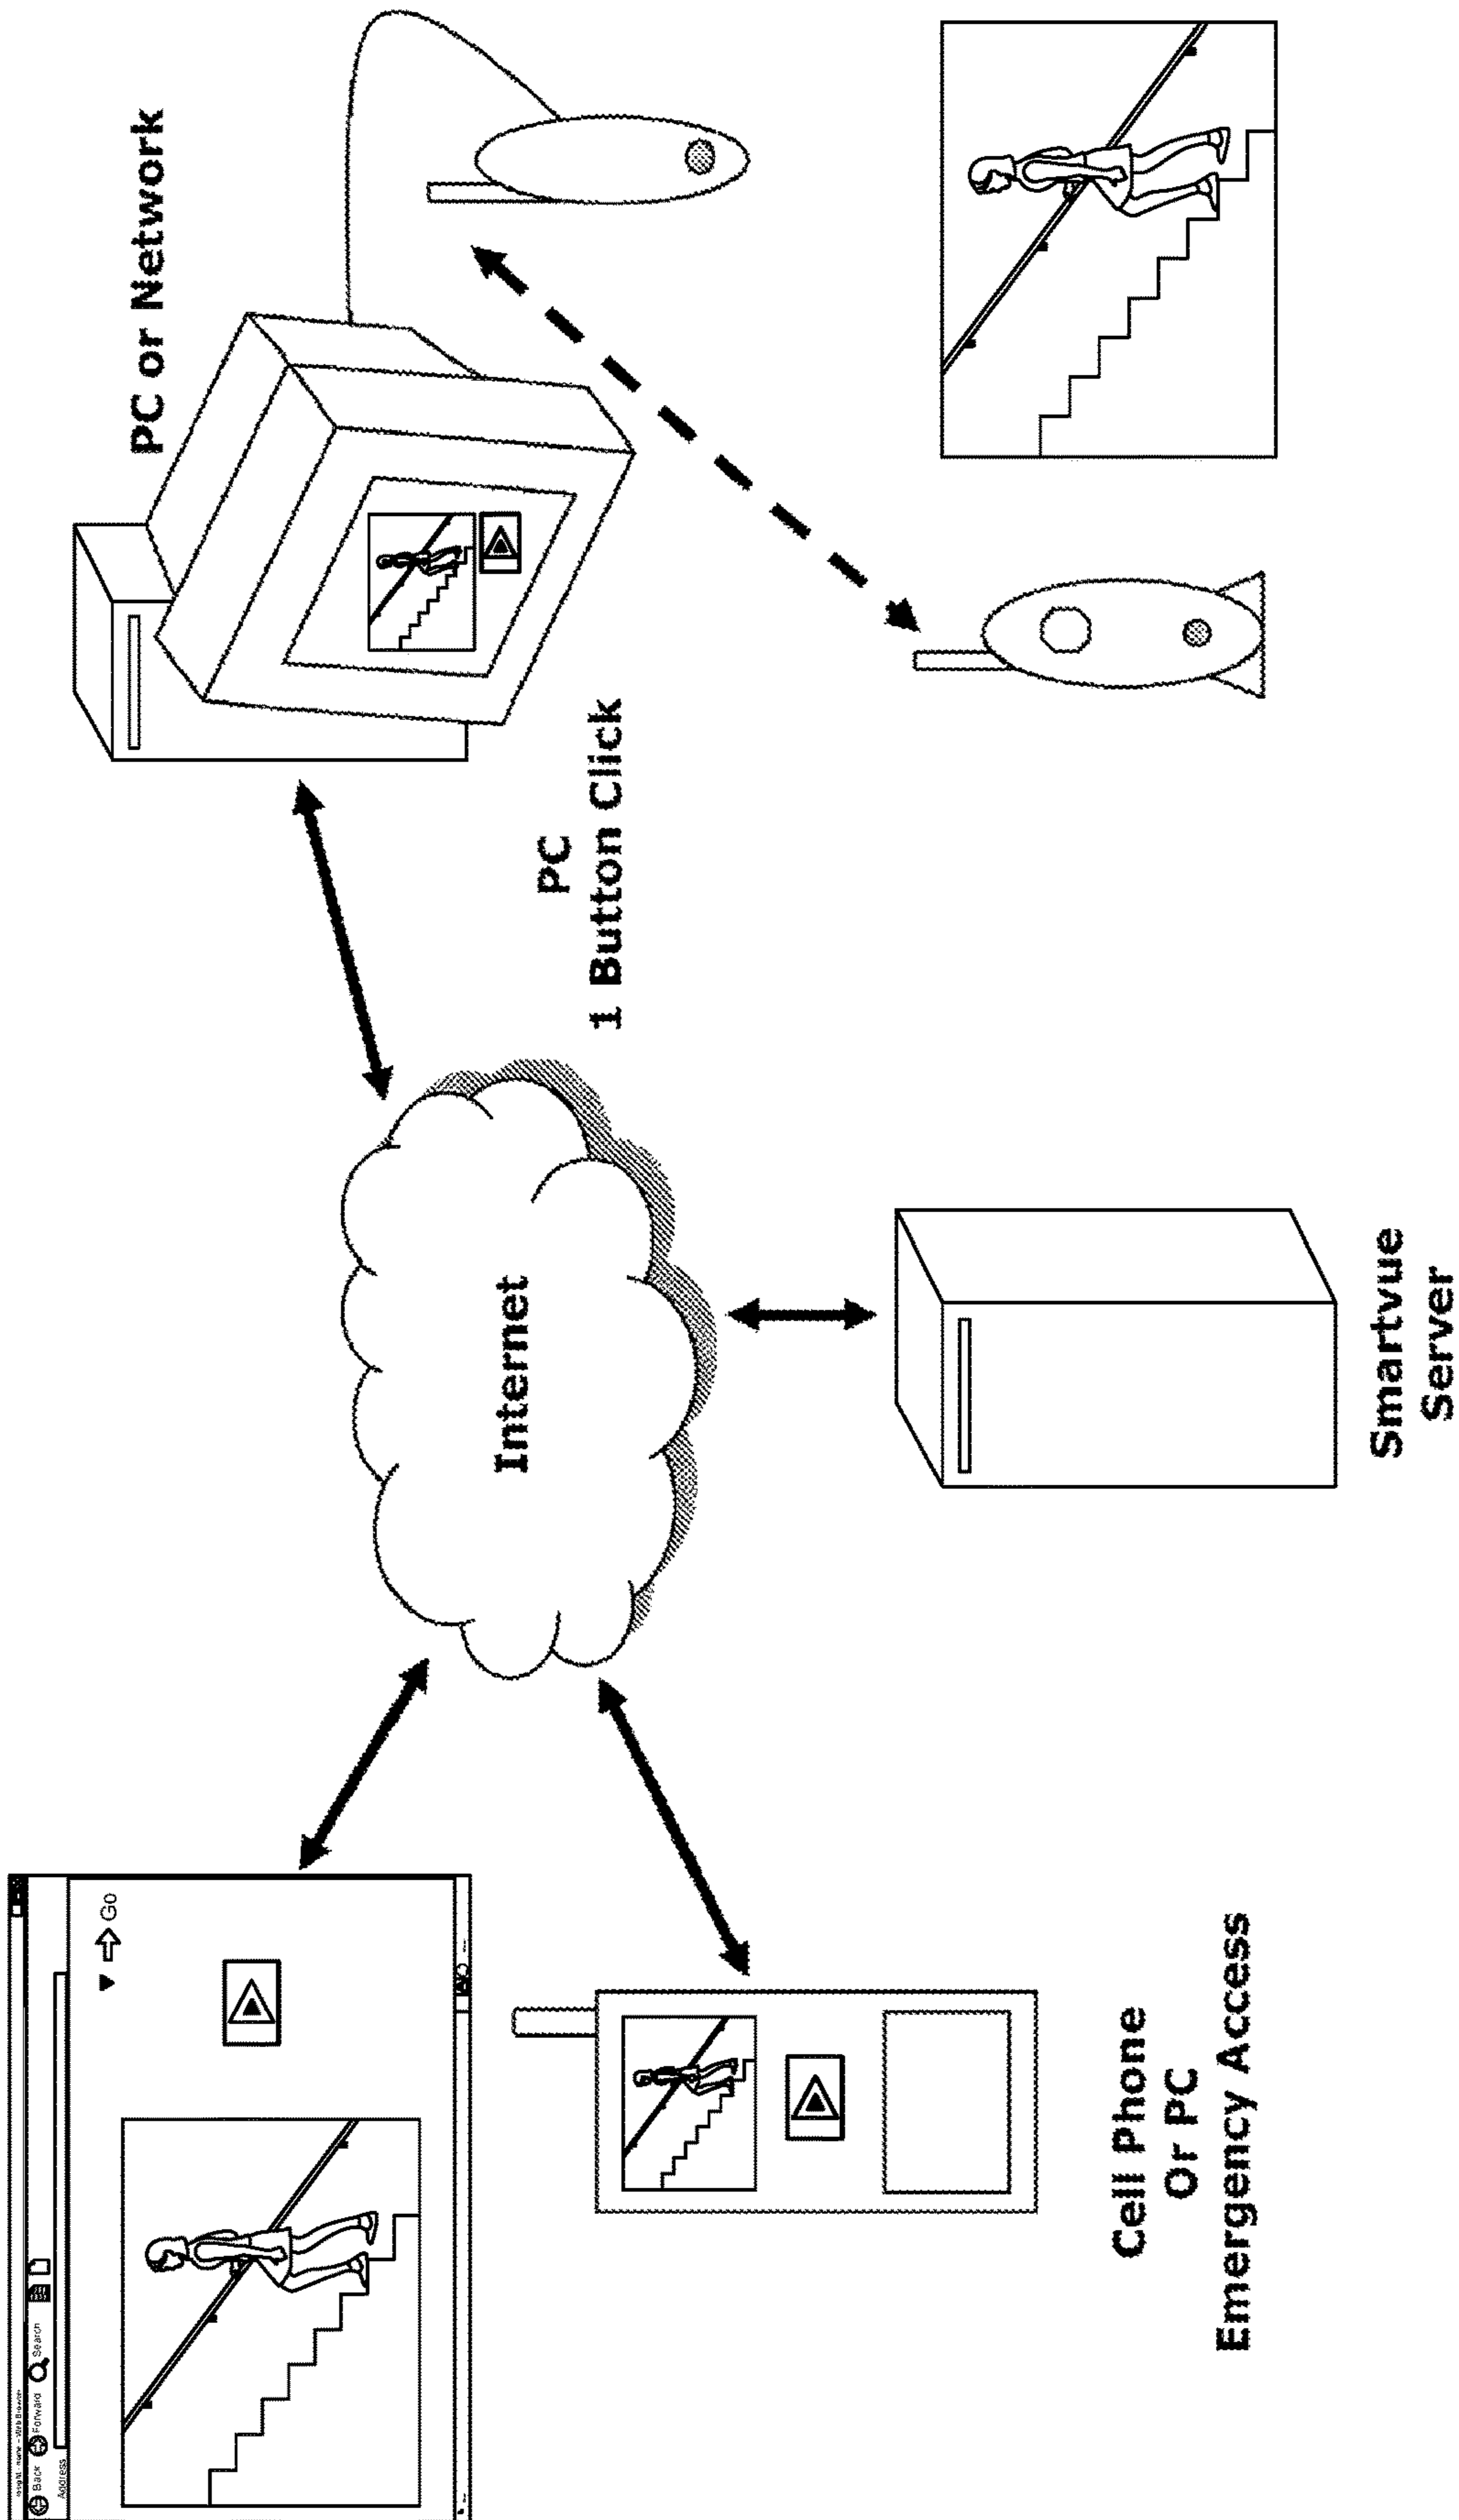 Back Forward Search
Address
Go
Internet
PC or Network
PC
1 Button Click
Cell Phone
Or PC
Emergency Access
Smartvue
Server